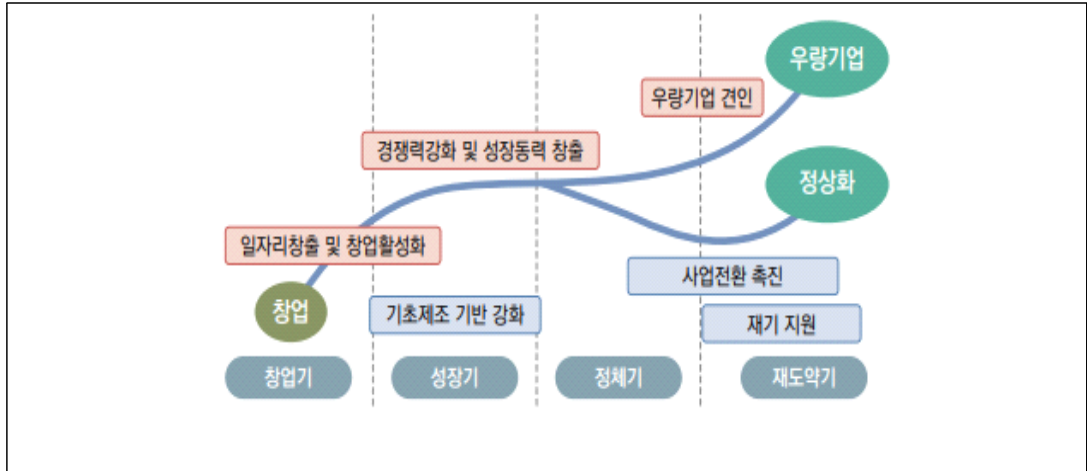 우량기업
우량기업 견인
경쟁력강화 및 성장동력 창출
정상화
일자리창출 및 창업활성화
사업전환 촉진
창업
기초제조 기반 강화
재기 지원
창업기
성장기
정체기
재도약기